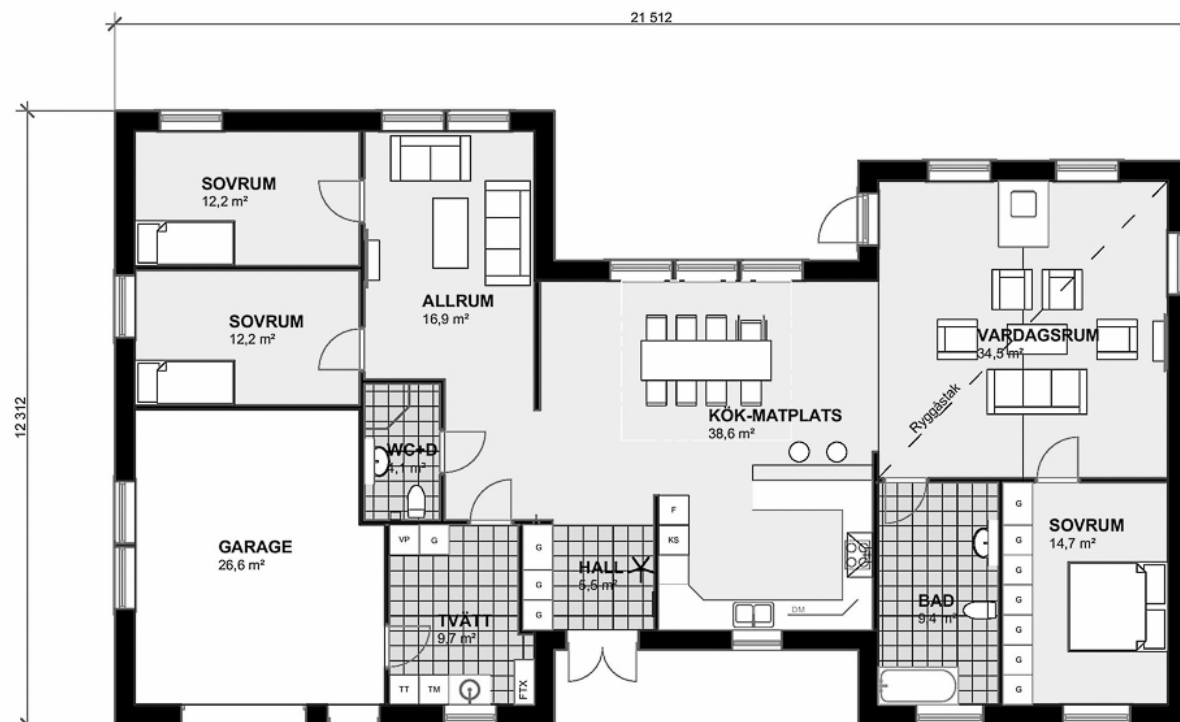 21 512
12 312
SOVRUM
12,2 m²
SOVRUM
12,2 m²
ALLRUM
16,9 m²
VARDAGSRUM
34,5 m²
Ryggåstak
KÖK-MATPLATS
38,6 m²
WC+D
4,1 m²
GARAGE
26,6 m²
VP
G
TVÄTT
9,7 m²
TT
TM
FTX
G
G
G
HALL
5,5 m²
F
KS
DM
BAD
9,4 m²
G
G
G
G
G
G
G
SOVRUM
14,7 m²